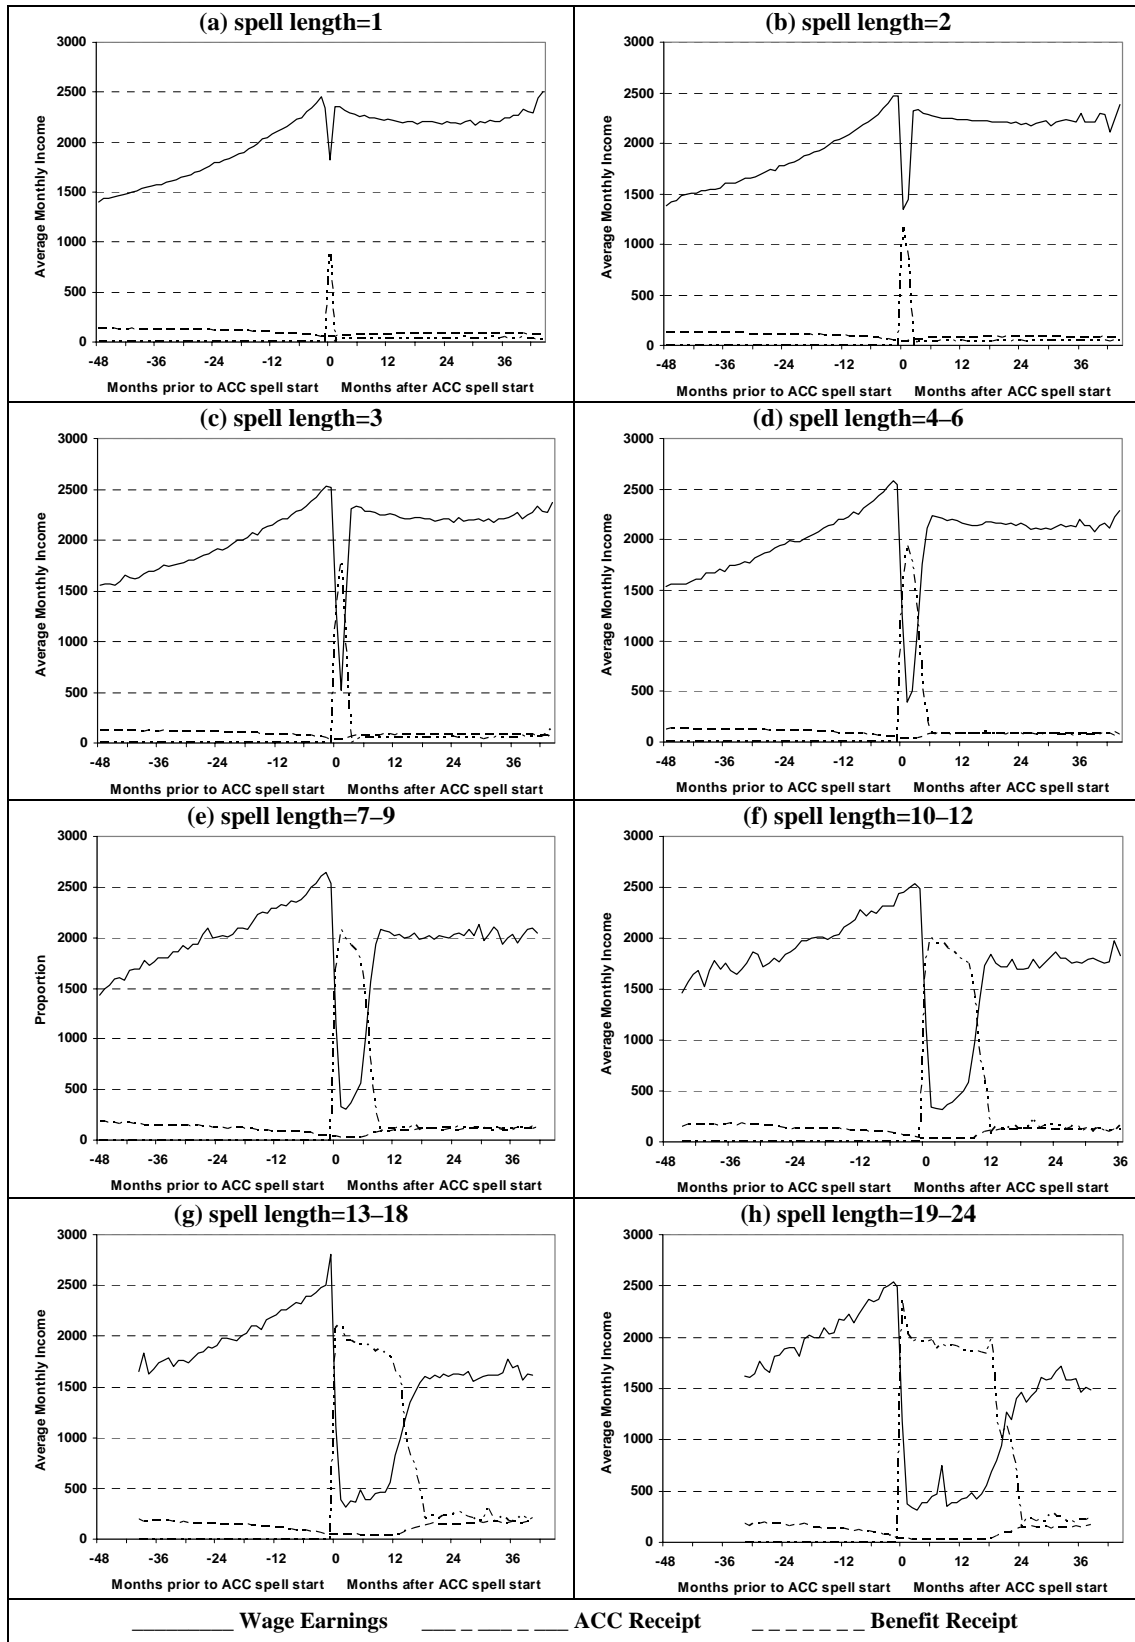 (a) spell length=1
3000
2500
2000
1500
1000
500
0
Average Monthly Income
-48 -36 -24 -12 0 12 24 36
Months prior to ACC spell start Months after ACC spell start
(b) spell length=2
3000
2500
2000
1500
1000
500
0
Average Monthly Income
-48 -36 -24 -12 0 12 24 36
Months prior to ACC spell start Months after ACC spell start
(c) spell length=3
3000
2500
2000
1500
1000
500
0
Average Monthly Income
-48 -36 -24 -12 0 12 24 36
Months prior to ACC spell start Months after ACC spell start
(d) spell length=4–6
3000
2500
2000
1500
1000
500
0
Average Monthly Income
-48 -36 -24 -12 0 12 24 36
Months prior to ACC spell start Months after ACC spell start
(e) spell length=7–9
3000
2500
2000
1500
1000
500
0
Proportion
-48 -36 -24 -12 0 12 24 36
Months prior to ACC spell start Months after ACC spell start
(f) spell length=10–12
3000
2500
2000
1500
1000
500
0
Average Monthly Income
-48 -36 -24 -12 0 12 24 36
Months prior to ACC spell start Months after ACC spell start
(g) spell length=13–18
3000
2500
2000
1500
1000
500
0
Average Monthly Income
-48 -36 -24 -12 0 12 24 36
Months prior to ACC spell start Months after ACC spell start
(h) spell length=19–24
3000
2500
2000
1500
1000
500
0
Average Monthly Income
-48 -36 -24 -12 0 12 24 36
Months prior to ACC spell start Months after ACC spell start
Wage Earnings ACC Receipt Benefit Receipt